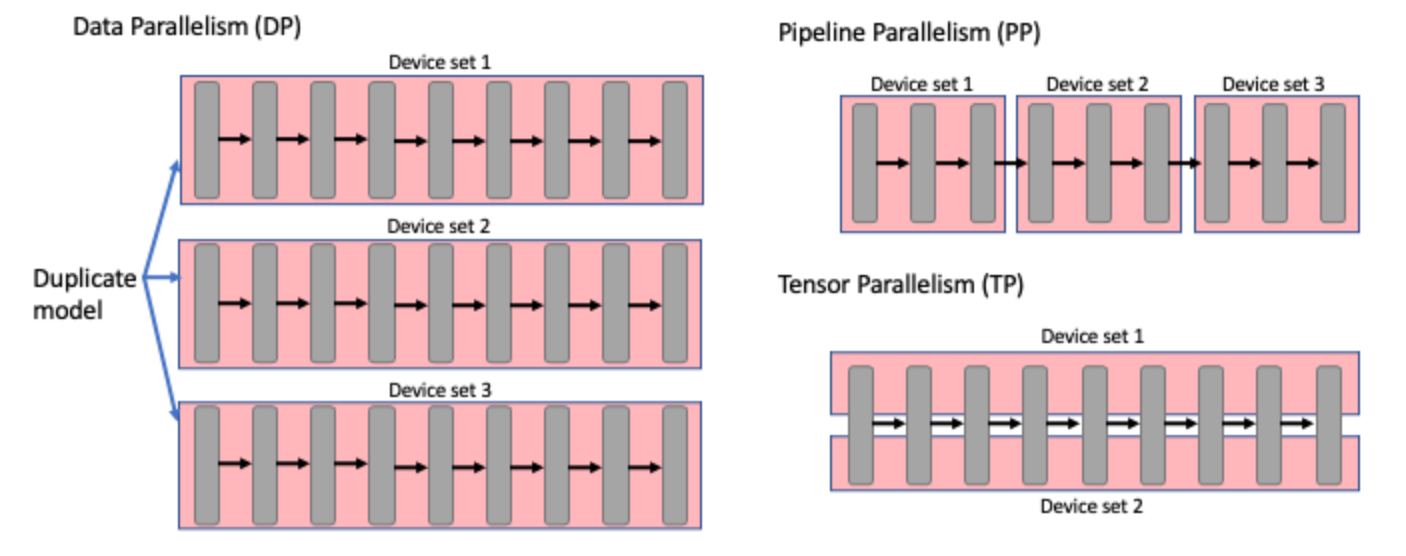 Data Parallelism (DP)
Device set 1
Device set 2
Duplicate
model
Device set 3
Pipeline Parallelism (PP)
Device set 1
Device set 2
Device set 3
Tensor Parallelism (TP)
Device set 1
Device set 2